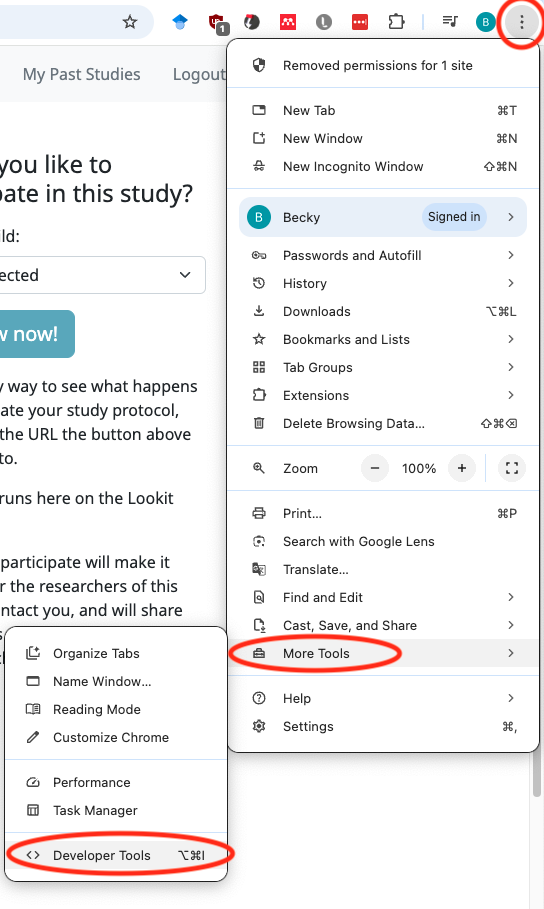 1
B
My Past Studies Logout
you like to
pate in this study?
ild:
ected
w now!
y way to see what happens
ate your study protocol,
the URL the button above
to.
runs here on the Lookit
participate will make it
r the researchers of this
ntact you, and will share
Removed permissions for 1 site
New Tab ⌘T
New Window ⌘N
New Incognito Window ⇧⌘N
B Becky Signed in
Passwords and Autofill
History
Downloads ⌥⌘L
Bookmarks and Lists
Tab Groups
Extensions
Delete Browsing Data... ⇧⌘⌫
Zoom − 100% +
Print... ⌘P
Search with Google Lens
Translate...
Find and Edit
Cast, Save, and Share
More Tools
Help
Settings ⌘,
Organize Tabs
Name Window...
Reading Mode
Customize Chrome
Performance
Task Manager
Developer Tools ⌥⌘I